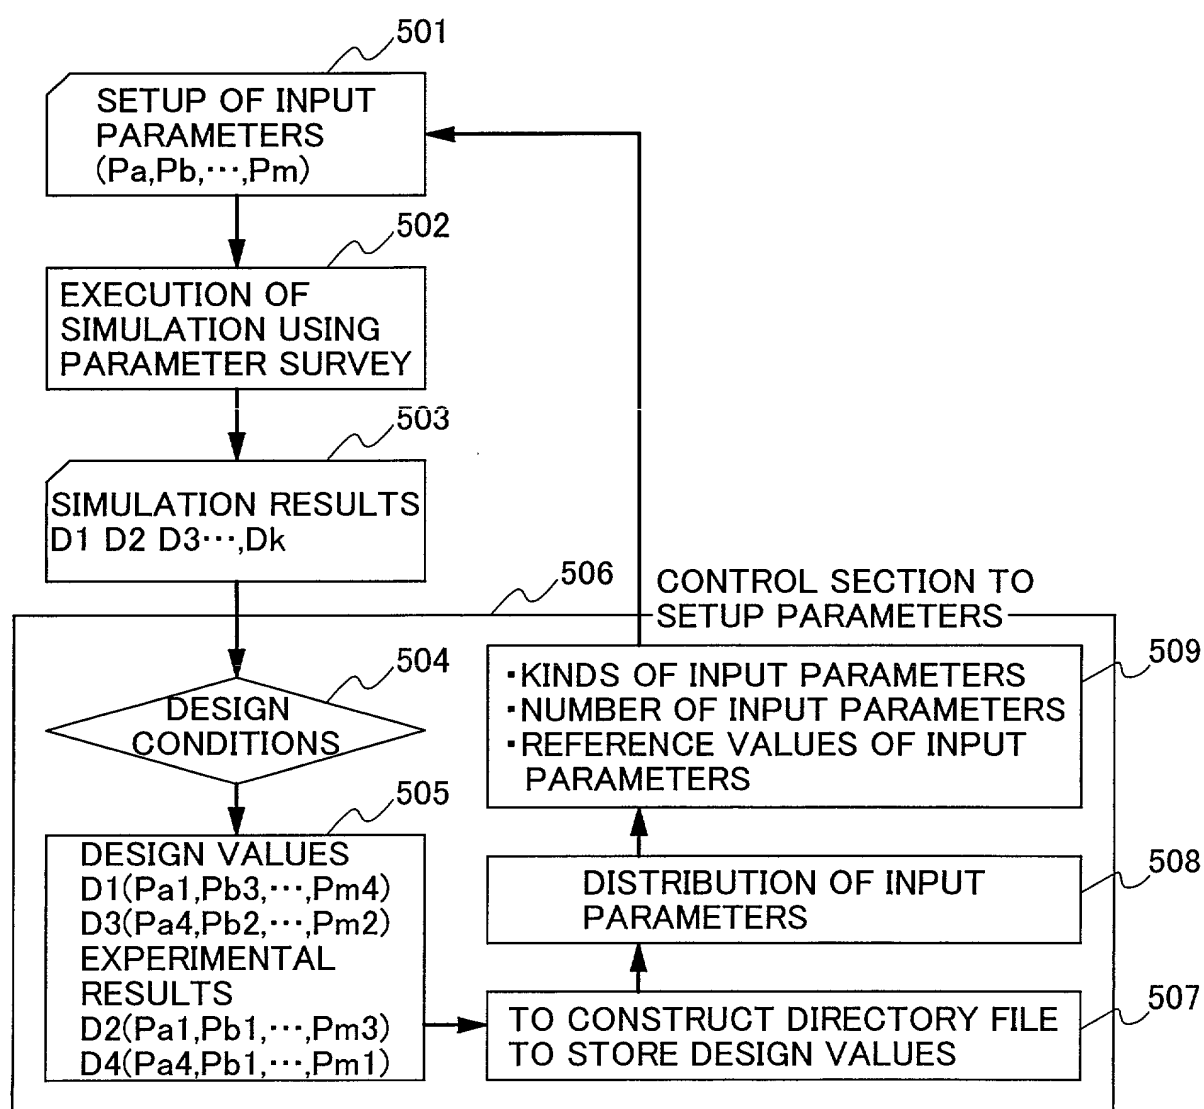 501
SETUP OF INPUT
PARAMETERS
(Pa,Pb,···,Pm)
502
EXECUTION OF
SIMULATION USING
PARAMETER SURVEY
503
SIMULATION RESULTS
D1 D2 D3···,Dk
506
CONTROL SECTION TO
SETUP PARAMETERS
504
DESIGN
CONDITIONS
509
·KINDS OF INPUT PARAMETERS
·NUMBER OF INPUT PARAMETERS
·REFERENCE VALUES OF INPUT
PARAMETERS
505
DESIGN VALUES
D1(Pa1,Pb3,···,Pm4)
D3(Pa4,Pb2,···,Pm2)
EXPERIMENTAL
RESULTS
D2(Pa1,Pb1,···,Pm3)
D4(Pa4,Pb1,···,Pm1)
508
DISTRIBUTION OF INPUT
PARAMETERS
507
TO CONSTRUCT DIRECTORY FILE
TO STORE DESIGN VALUES